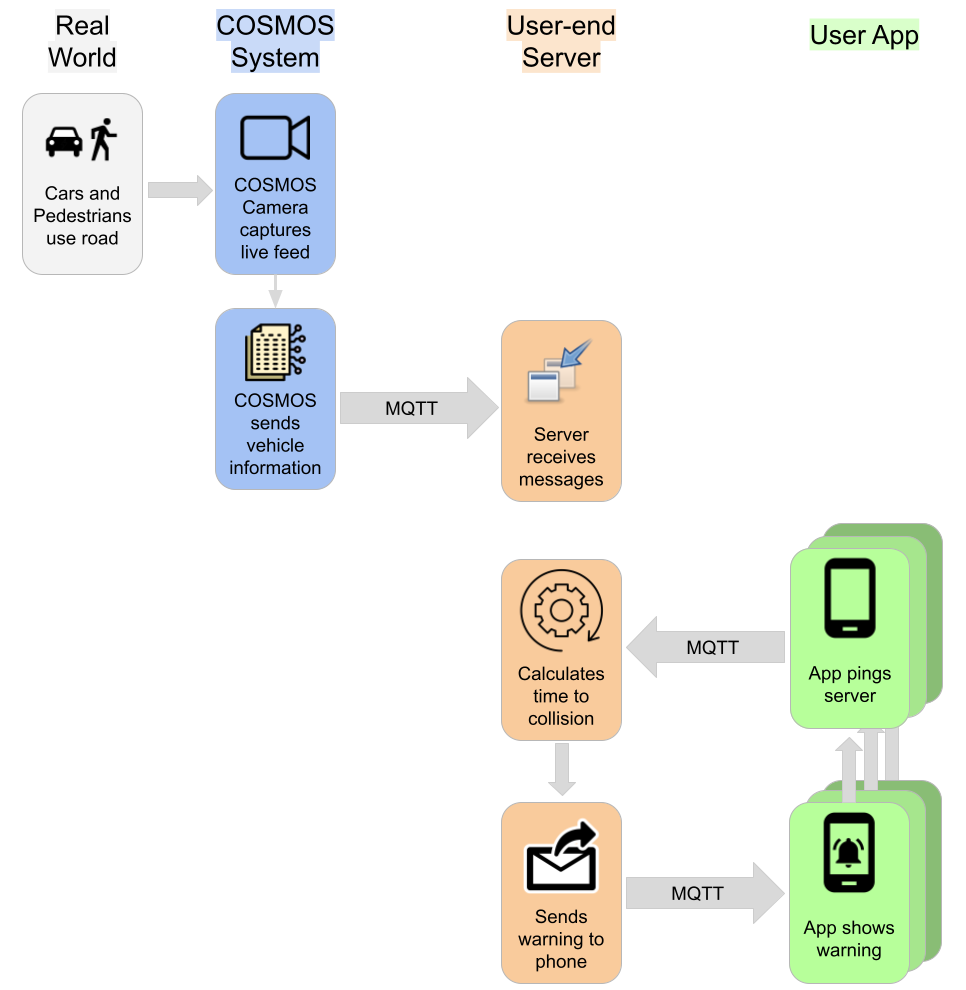 Real
World
COSMOS
System
User-end
Server
User App
Cars and
Pedestrians
use road
COSMOS
Camera
captures
live feed
COSMOS
sends
vehicle
information
MQTT
Server
receives
messages
Calculates
time to
collision
MQTT
App pings
server
Sends
warning to
phone
MQTT
App shows
warning